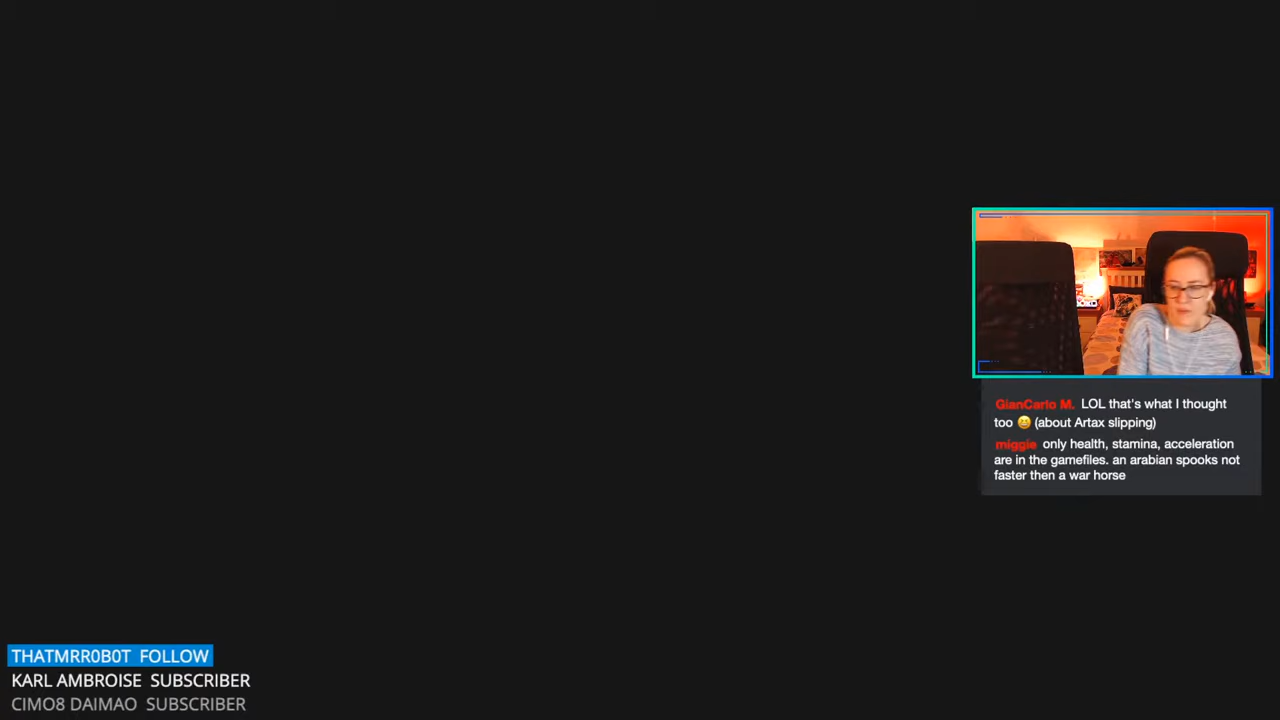 GianCarlo M. LOL that's what I thought
too 😆 (about Artax slipping)
miggie only health, stamina, acceleration
are in the gamefiles. an arabian spooks not
faster then a war horse
THATMRR0B0T FOLLOW
KARL AMBROISE SUBSCRIBER
CIMO8 DAIMAO SUBSCRIBER